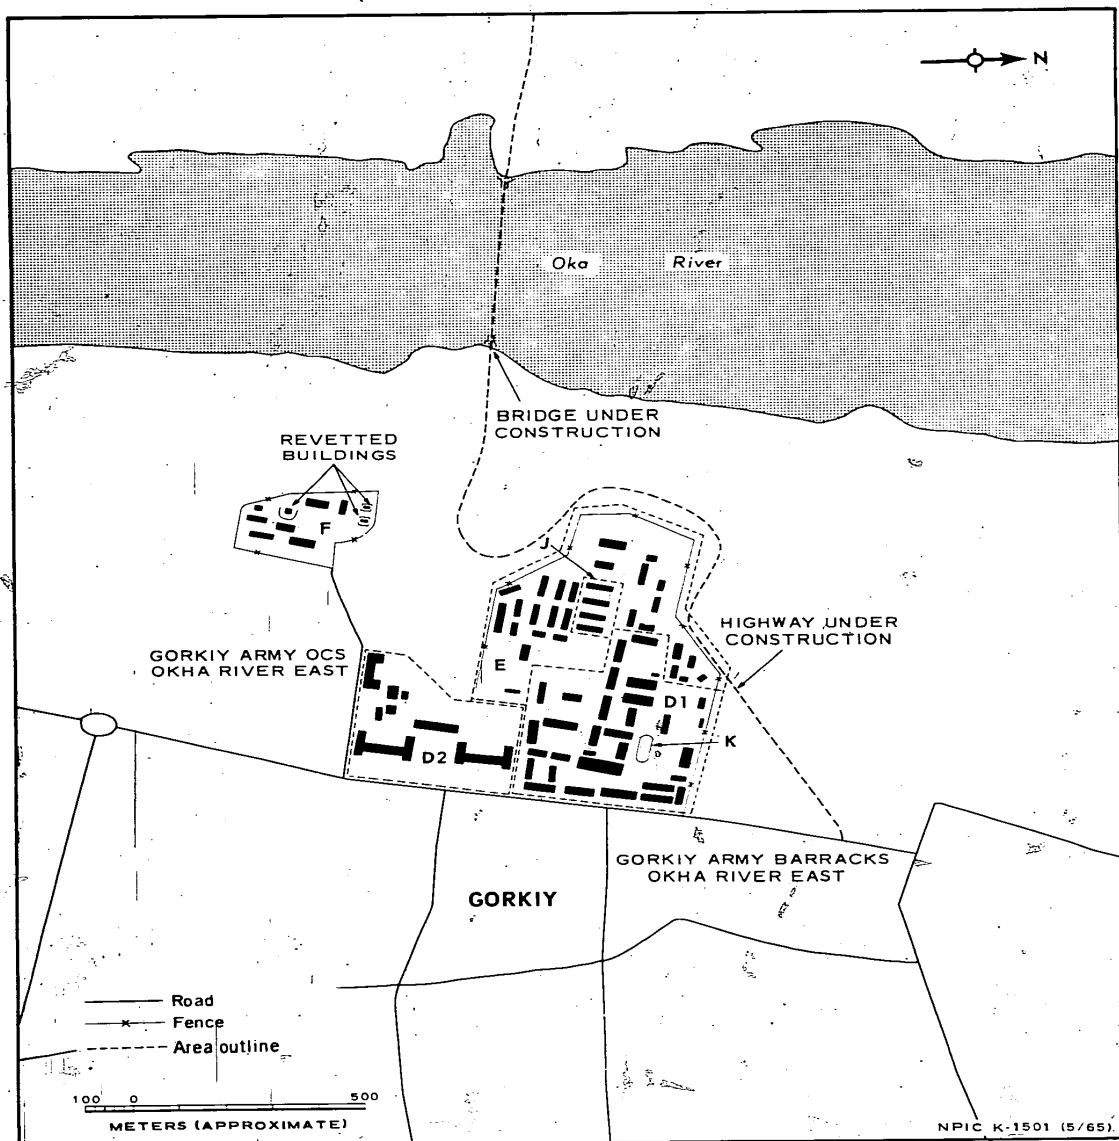 N
Oka River
BRIDGE UNDER
CONSTRUCTION
REVETTED
BUILDINGS
F
J
HIGHWAY UNDER
CONSTRUCTION
GORKIY ARMY OCS
OKHA RIVER EAST
E
D1
K
D2
GORKIY ARMY BARRACKS
OKHA RIVER EAST
GORKIY
Road
Fence
Area outline
100 0 500
METERS (APPROXIMATE)
NPIC K-1501 (5/65)